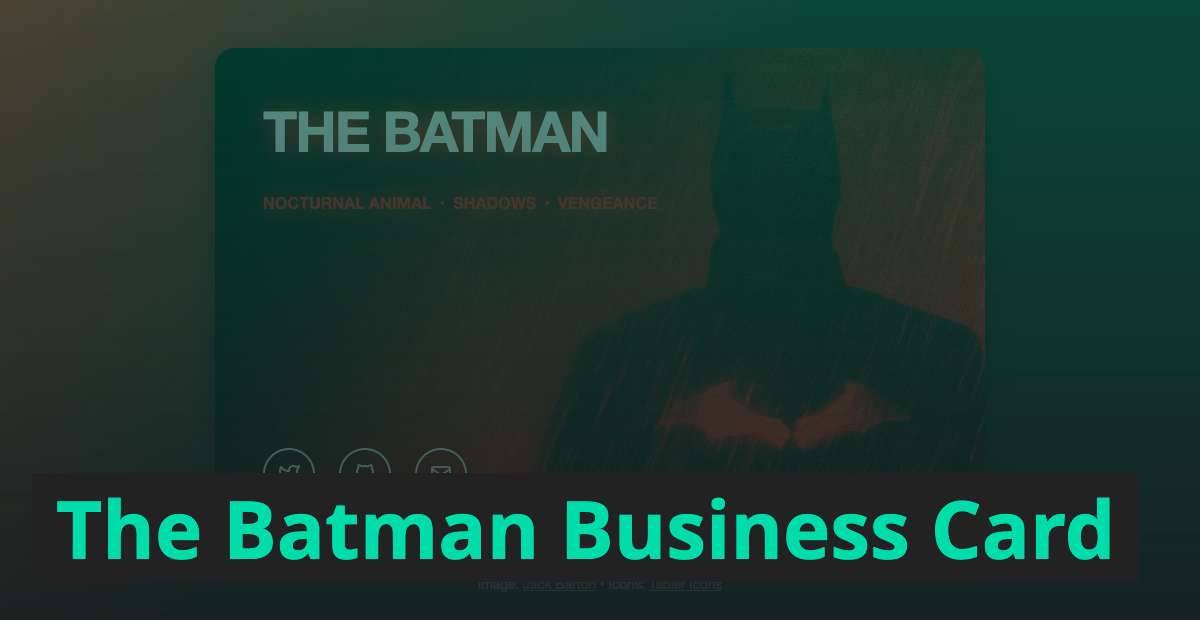 THE BATMAN
NOCTURNAL ANIMAL • SHADOWS • VENGEANCE
The Batman Business Card
Image: Jack Barton • Icons: Tabler Icons